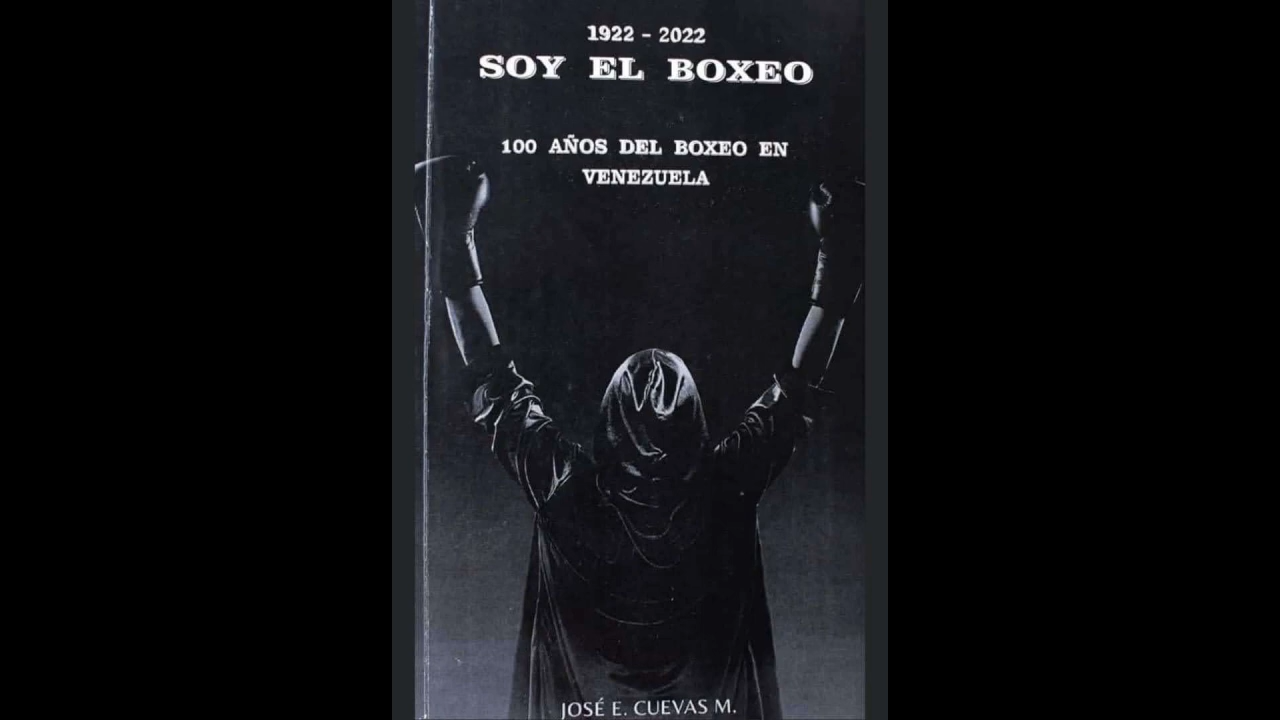 1922 - 2022
SOY EL BOXEO
100 AÑOS DEL BOXEO EN
VENEZUELA
JOSÉ E. CUEVAS M.